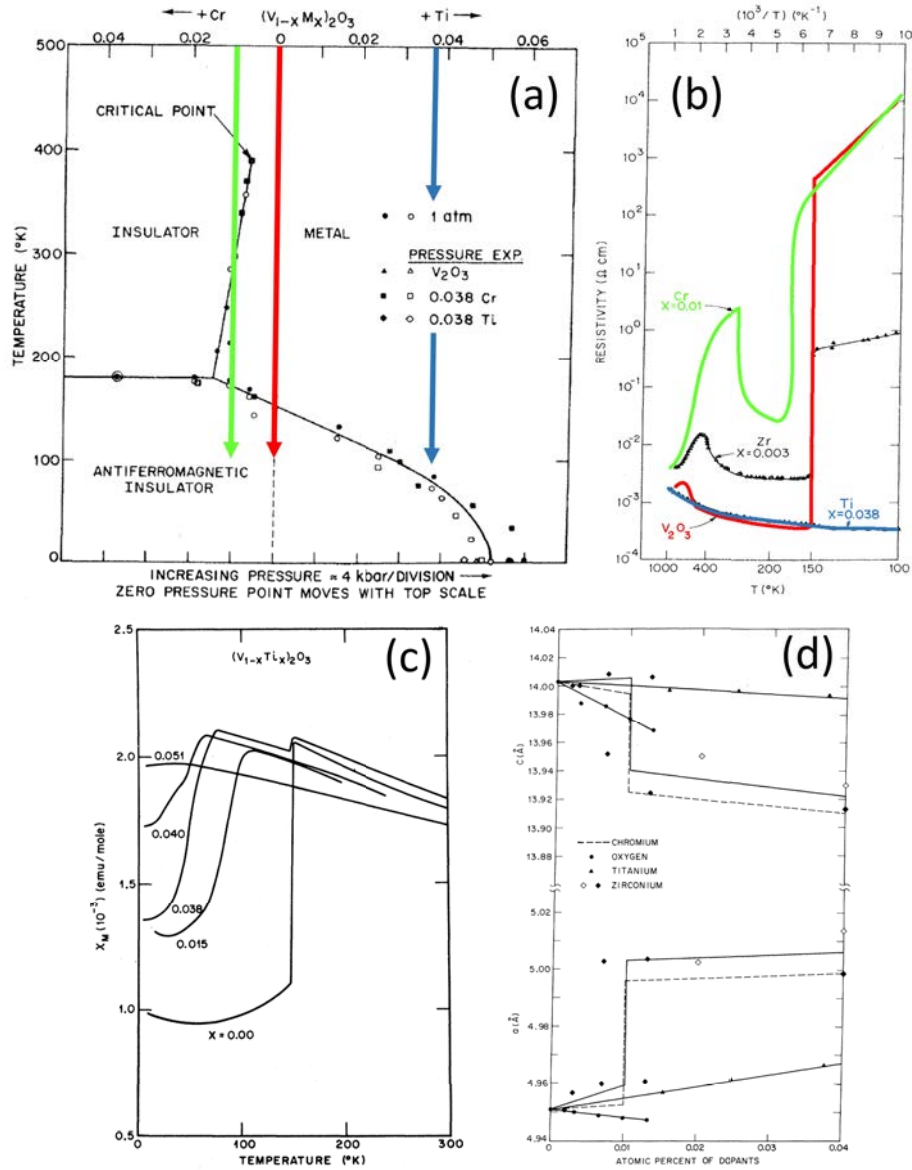 ← +Cr (V1-XMX)2O3 +Ti →
0.04 0.02 0 0.02 0.04 0.06
500
400
300
200
100
0
TEMPERATURE (°K)
(a)
CRITICAL POINT
INSULATOR
METAL
1 atm
PRESSURE EXP.
V2O3
0.038 Cr
0.038 Ti
ANTIFERROMAGNETIC
INSULATOR
INCREASING PRESSURE ≈ 4 kbar/DIVISION →
ZERO PRESSURE POINT MOVES WITH TOP SCALE
(10³/T) (°K⁻¹)
1 2 3 4 5 6 7 8 9 10
10⁵
10⁴
10³
10²
10¹
10⁰
10⁻¹
10⁻²
10⁻³
10⁻⁴
RESISTIVITY (Ω cm)
(b)
Cr
X=0.01
Zr
X=0.003
Ti
X=0.038
V2O3
1000 400 200 150 100
T (°K)
2.5
2.0
1.5
1.0
0.5
XM (10⁻³) (emu/mole)
(V1-XTiX)2O3
(c)
0.051
0.040
0.038
0.015
X = 0.00
0 100 200 300
TEMPERATURE (°K)
14.04
14.02
14.00
13.98
13.96
13.94
13.92
13.90
13.88
C (Å)
(d)
CHROMIUM
OXYGEN
TITANIUM
ZIRCONIUM
5.02
5.00
4.98
4.96
4.94
a (Å)
0 0.01 0.02 0.03 0.04
ATOMIC PERCENT OF DOPANTS